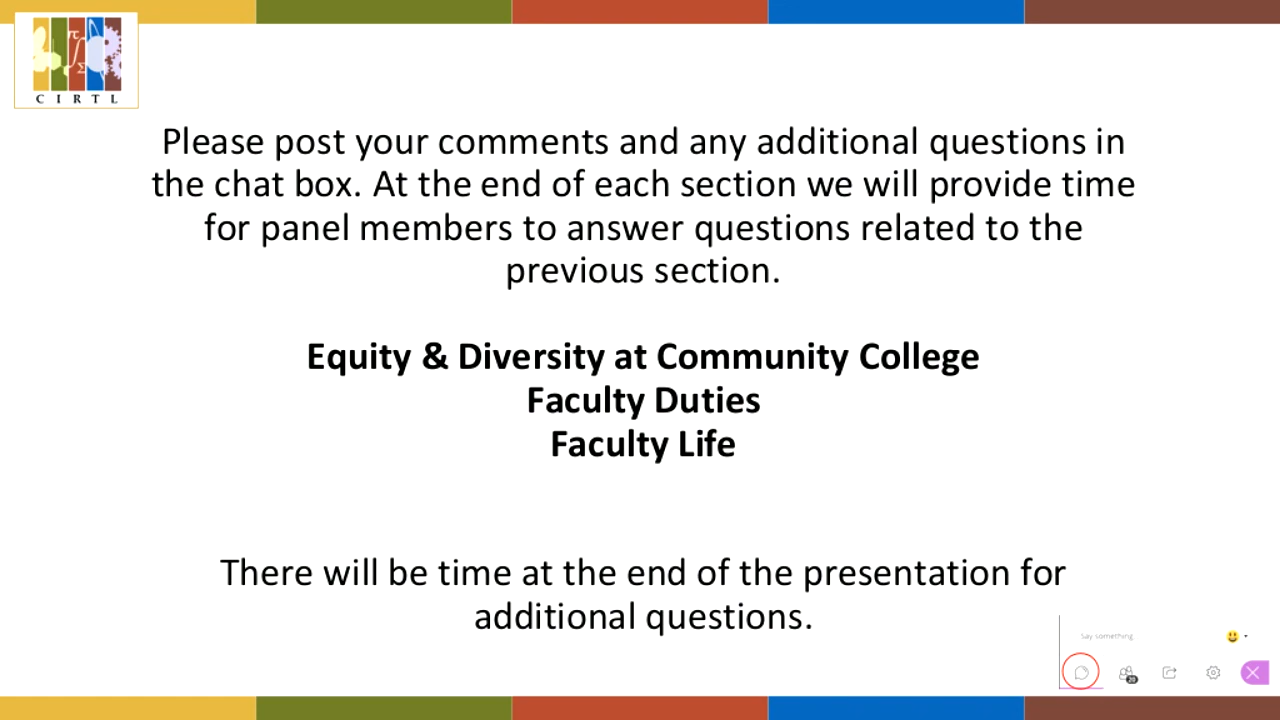 CIRTL
Please post your comments and any additional questions in
the chat box. At the end of each section we will provide time
for panel members to answer questions related to the
previous section.
Equity & Diversity at Community College
Faculty Duties
Faculty Life
There will be time at the end of the presentation for
additional questions.
Say something
20